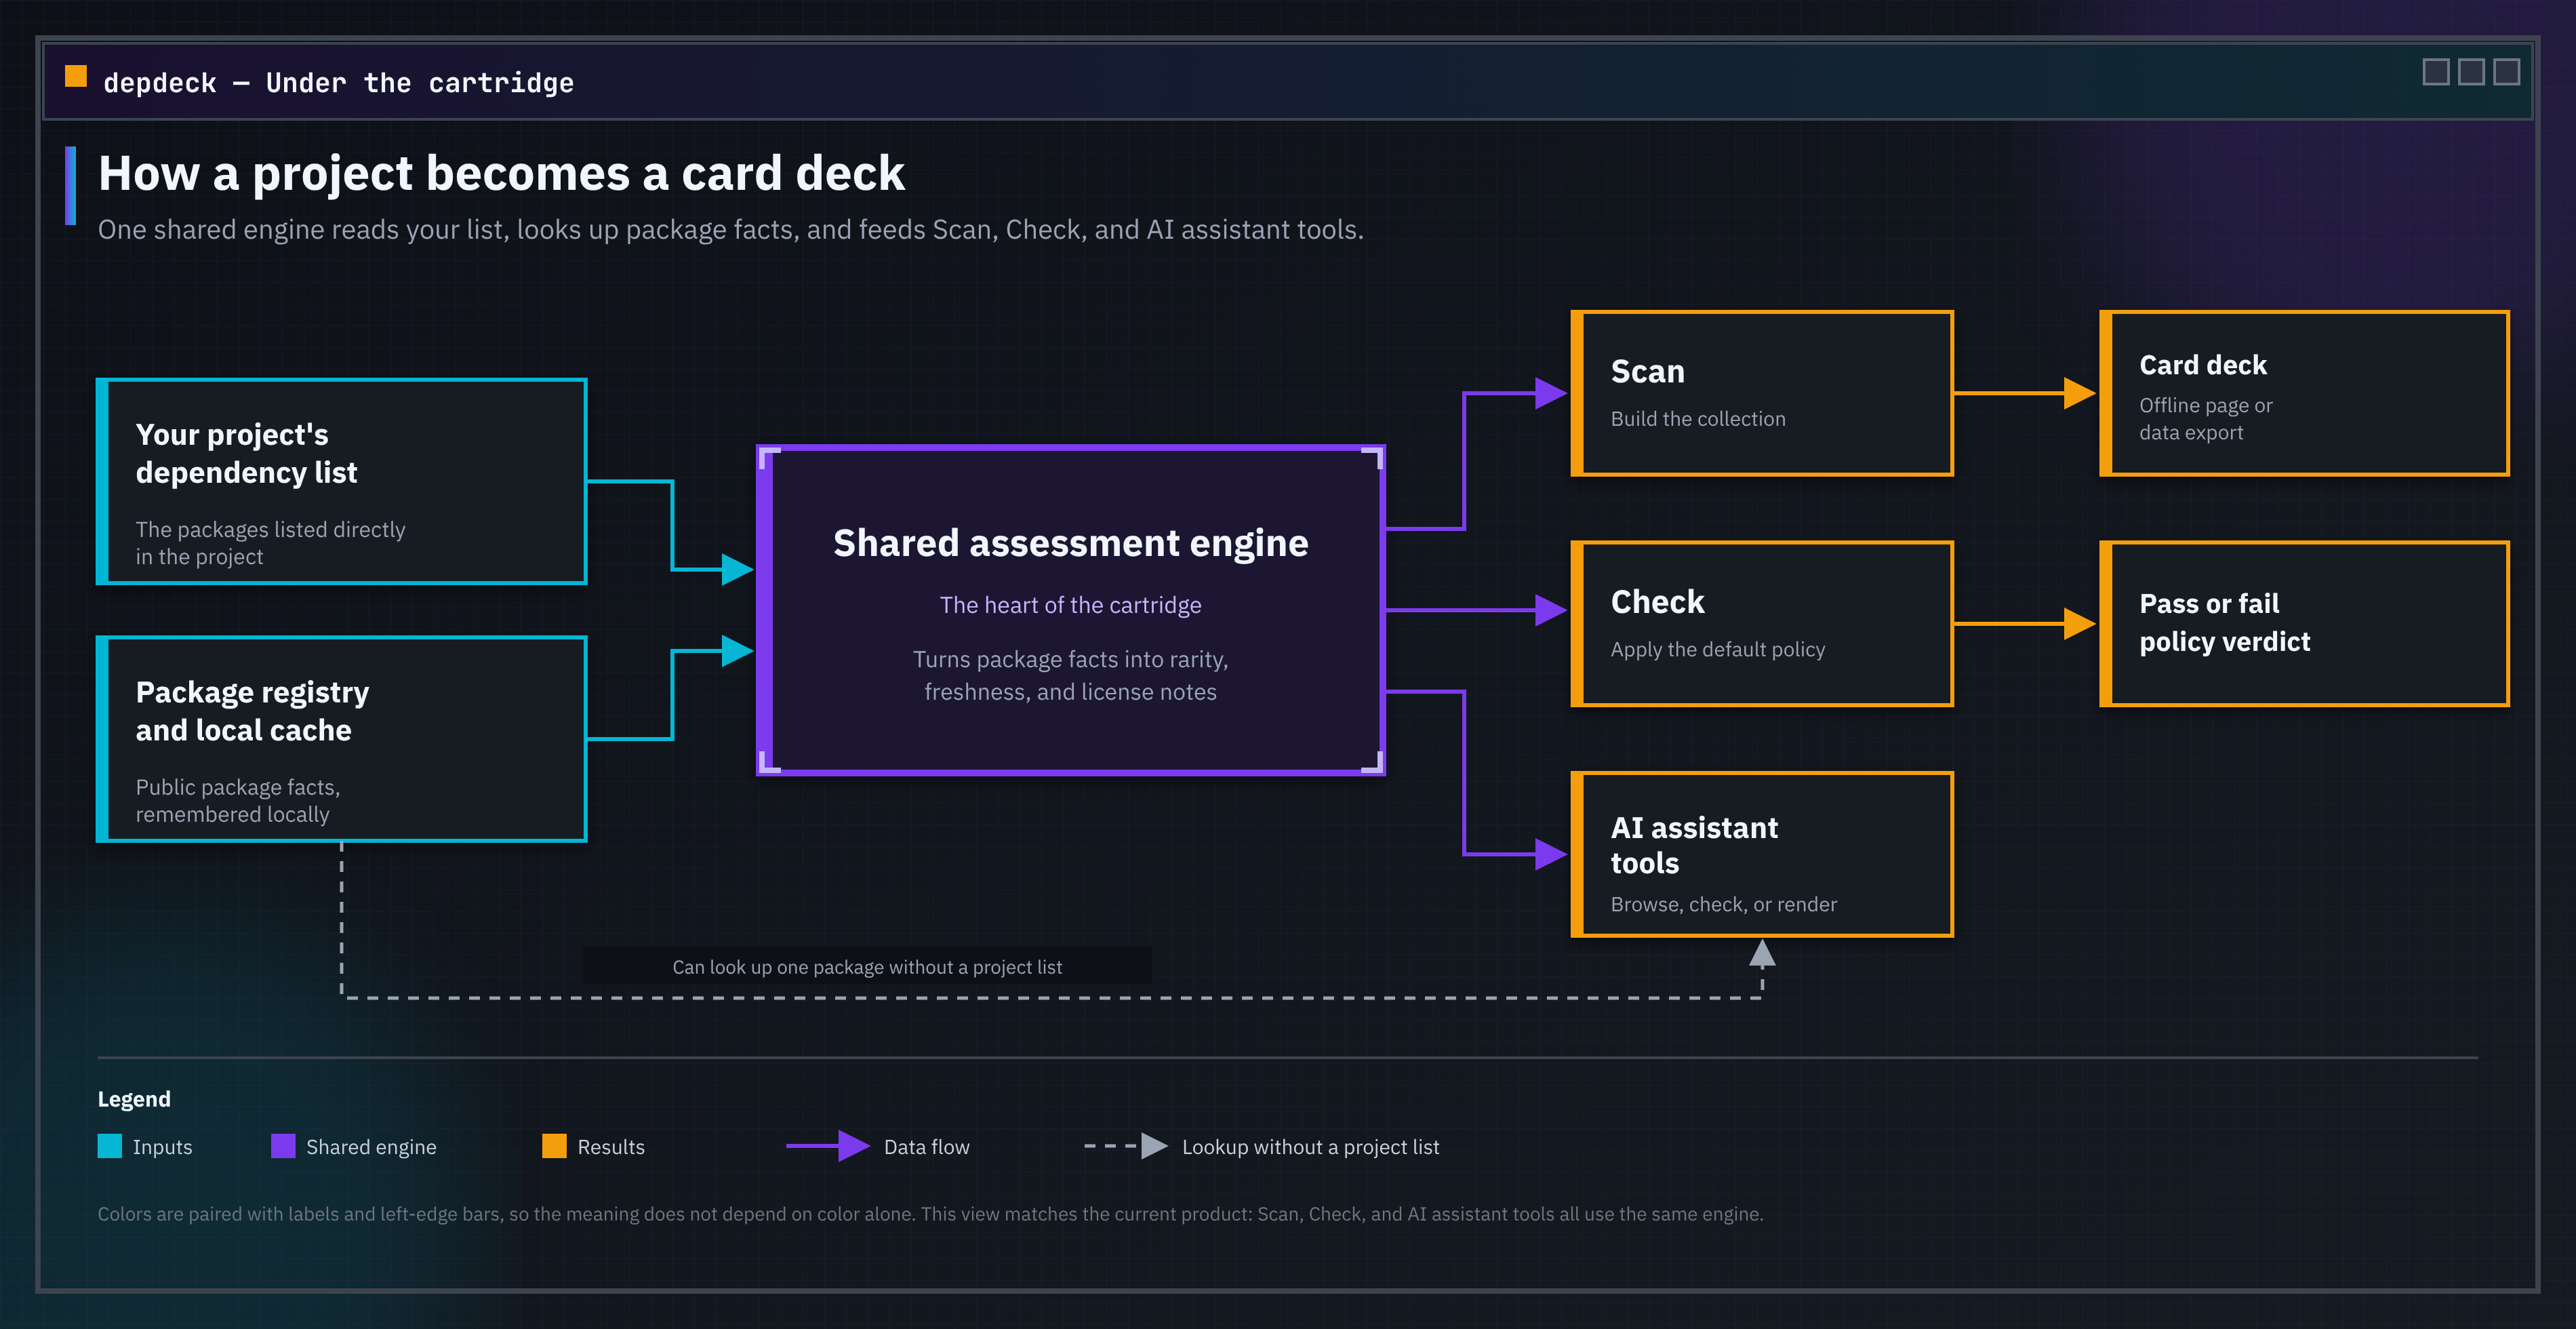 depdeck — Under the cartridge
How a project becomes a card deck
One shared engine reads your list, looks up package facts, and feeds Scan, Check, and AI assistant tools.
Your project's
dependency list
The packages listed directly
in the project
Package registry
and local cache
Public package facts,
remembered locally
Shared assessment engine
The heart of the cartridge
Turns package facts into rarity,
freshness, and license notes
Scan
Build the collection
Card deck
Offline page or
data export
Check
Apply the default policy
Pass or fail
policy verdict
AI assistant
tools
Browse, check, or render
Can look up one package without a project list
Legend
Inputs
Shared engine
Results
Data flow
Lookup without a project list
Colors are paired with labels and left-edge bars, so the meaning does not depend on color alone. This view matches the current product: Scan, Check, and AI assistant tools all use the same engine.